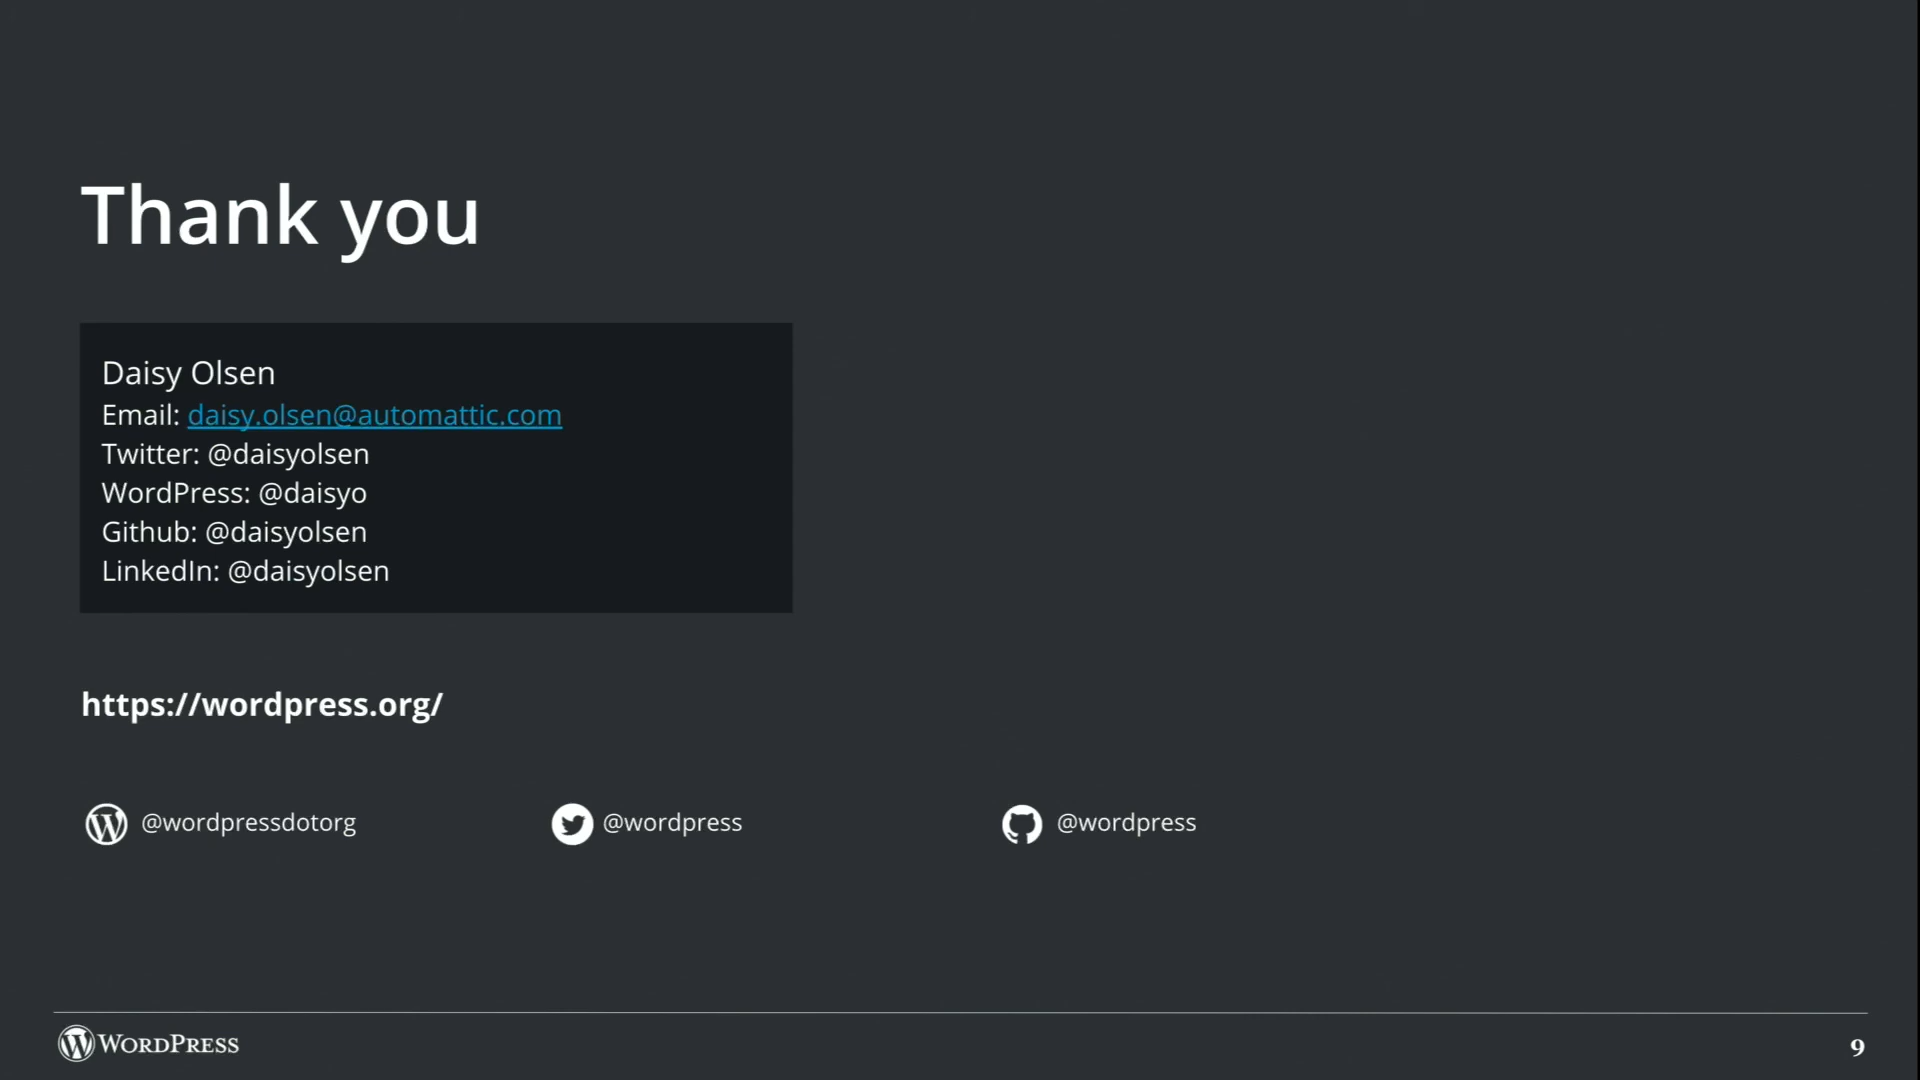 Thank you
Daisy Olsen
Email: daisy.olsen@automattic.com
Twitter: @daisyolsen
WordPress: @daisyo
Github: @daisyolsen
LinkedIn: @daisyolsen
https://wordpress.org/
@wordpressdotorg @wordpress @wordpress
WORDPRESS 9